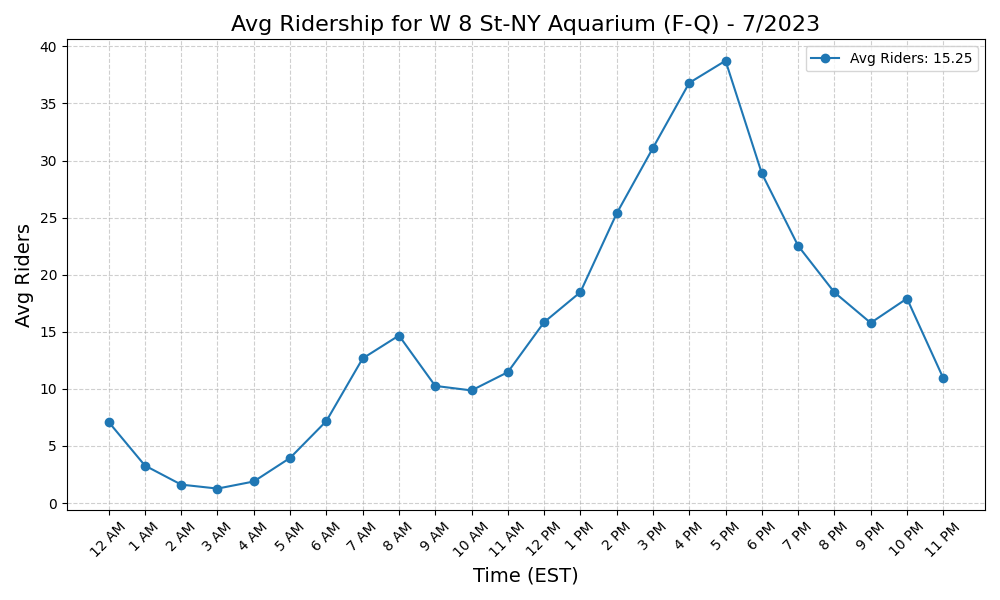 Avg Ridership for W 8 St-NY Aquarium (F-Q) - 7/2023
Avg Riders: 15.25
Avg Riders
40
35
30
25
20
15
10
5
0
12 AM
1 AM
2 AM
3 AM
4 AM
5 AM
6 AM
7 AM
8 AM
9 AM
10 AM
11 AM
12 PM
1 PM
2 PM
3 PM
4 PM
5 PM
6 PM
7 PM
8 PM
9 PM
10 PM
11 PM
Time (EST)